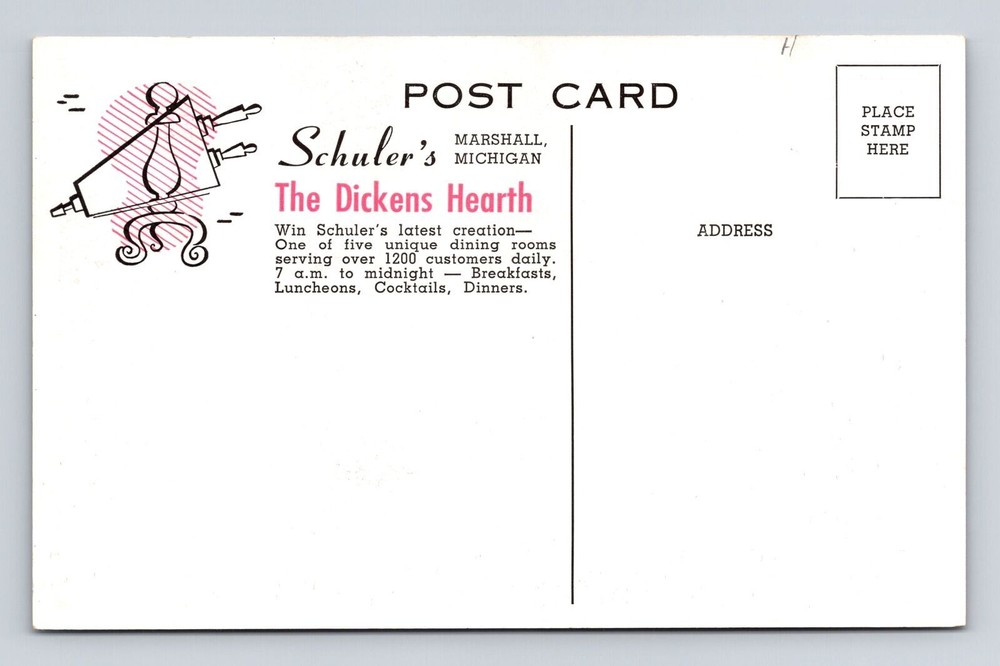 H
POST CARD
PLACE
STAMP
HERE
Schuler's MARSHALL,
MICHIGAN
The Dickens Hearth
Win Schuler's latest creation—
One of five unique dining rooms
serving over 1200 customers daily.
7 a.m. to midnight — Breakfasts,
Luncheons, Cocktails, Dinners.
ADDRESS